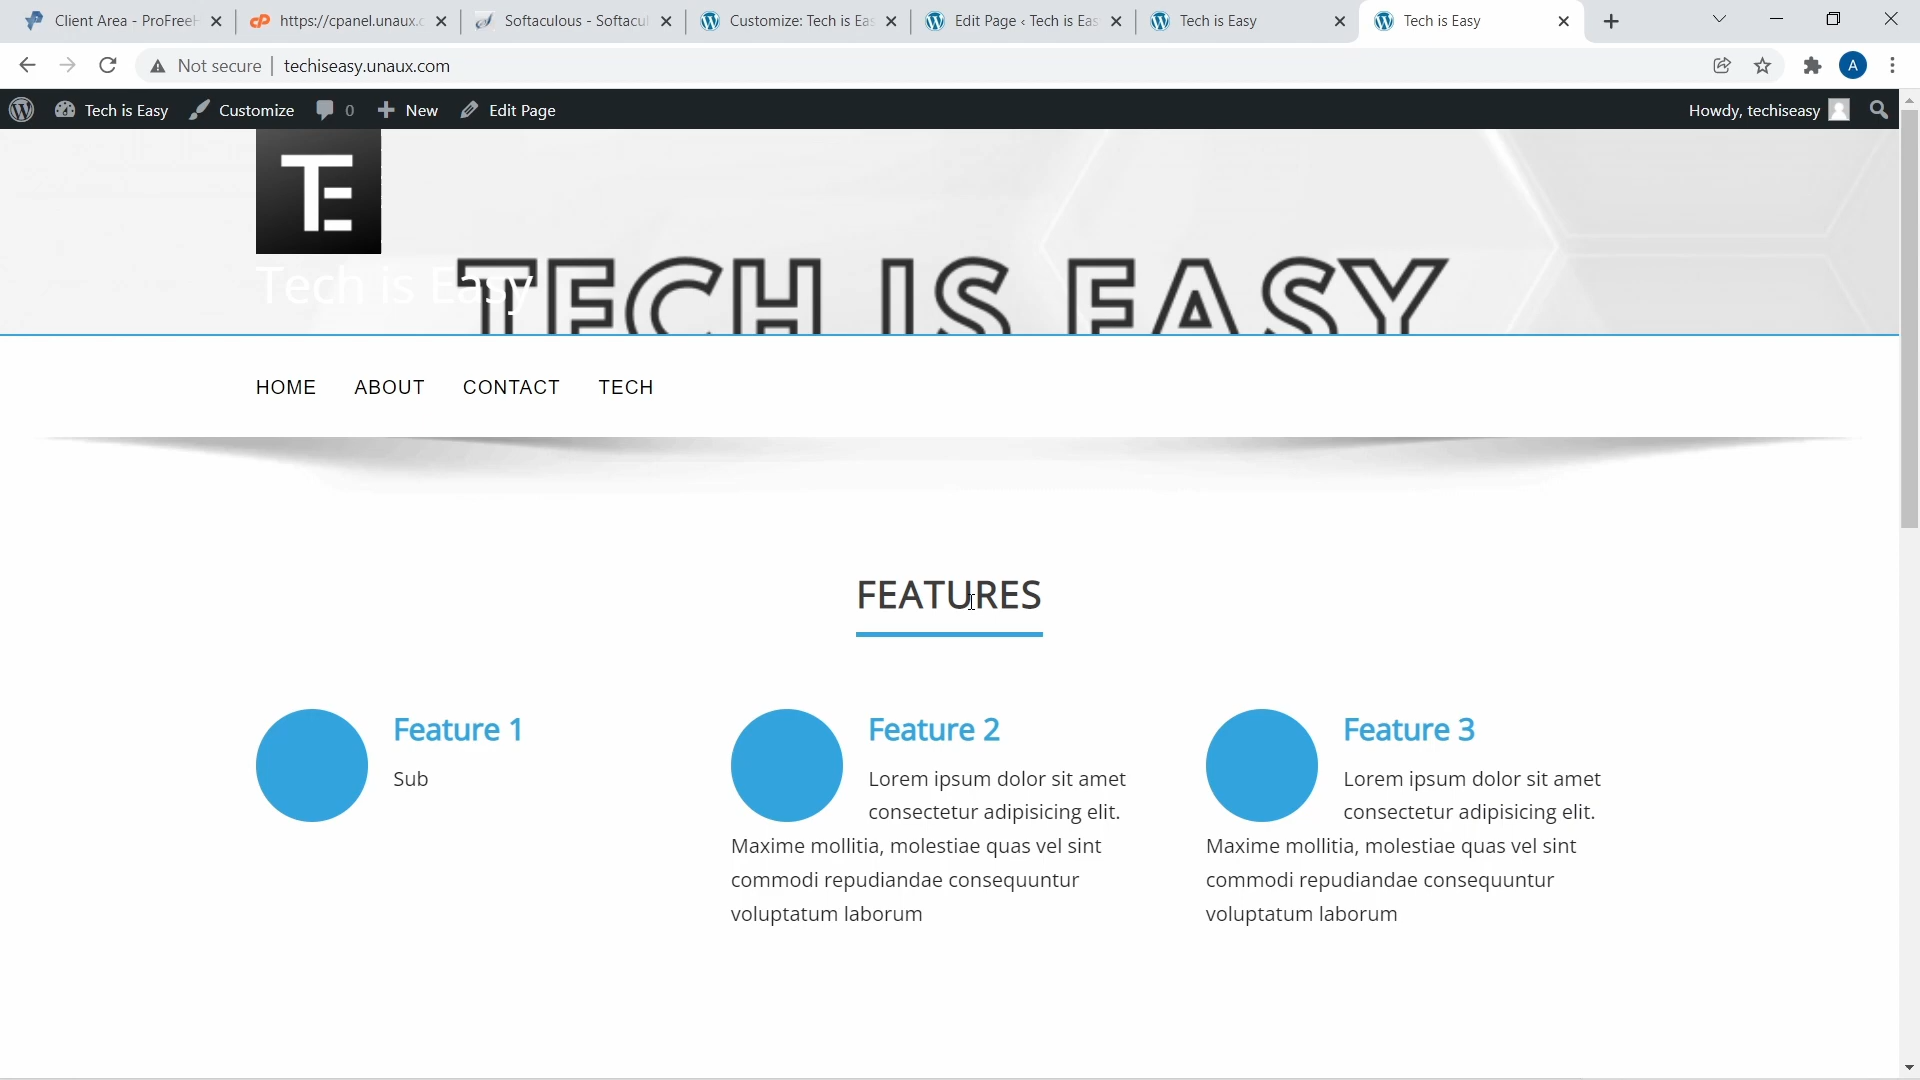 Client Area - ProFreeH
https://cpanel.unaux.c
Softaculous - Softacul
Customize: Tech is Eas
Edit Page ‹ Tech is Eas
Tech is Easy
Tech is Easy
Not secure
techiseasy.unaux.com
A
Tech is Easy
Customize
0
New
Edit Page
Howdy, techiseasy
TE
Tech is Easy
TECH IS EASY
HOME
ABOUT
CONTACT
TECH
FEATURES
Feature 1
Sub
Feature 2
Lorem ipsum dolor sit amet
consectetur adipisicing elit.
Maxime mollitia, molestiae quas vel sint
commodi repudiandae consequuntur
voluptatum laborum
Feature 3
Lorem ipsum dolor sit amet
consectetur adipisicing elit.
Maxime mollitia, molestiae quas vel sint
commodi repudiandae consequuntur
voluptatum laborum